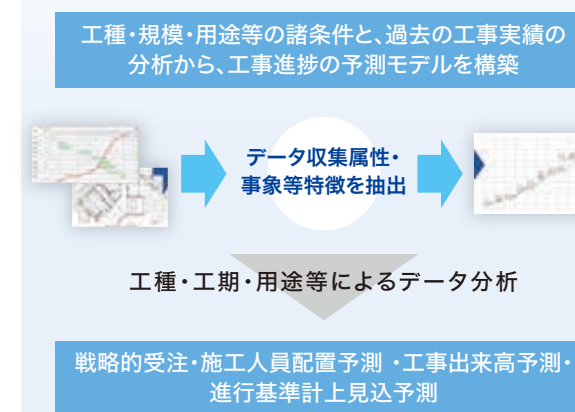 工種・規模・用途等の諸条件と、過去の工事実績の
分析から、工事進捗の予測モデルを構築
データ収集属性・
事象等特徴を抽出
工種・工期・用途等によるデータ分析
戦略的受注・施工人員配置予測 ・工事出来高予測・
進行基準計上見込予測